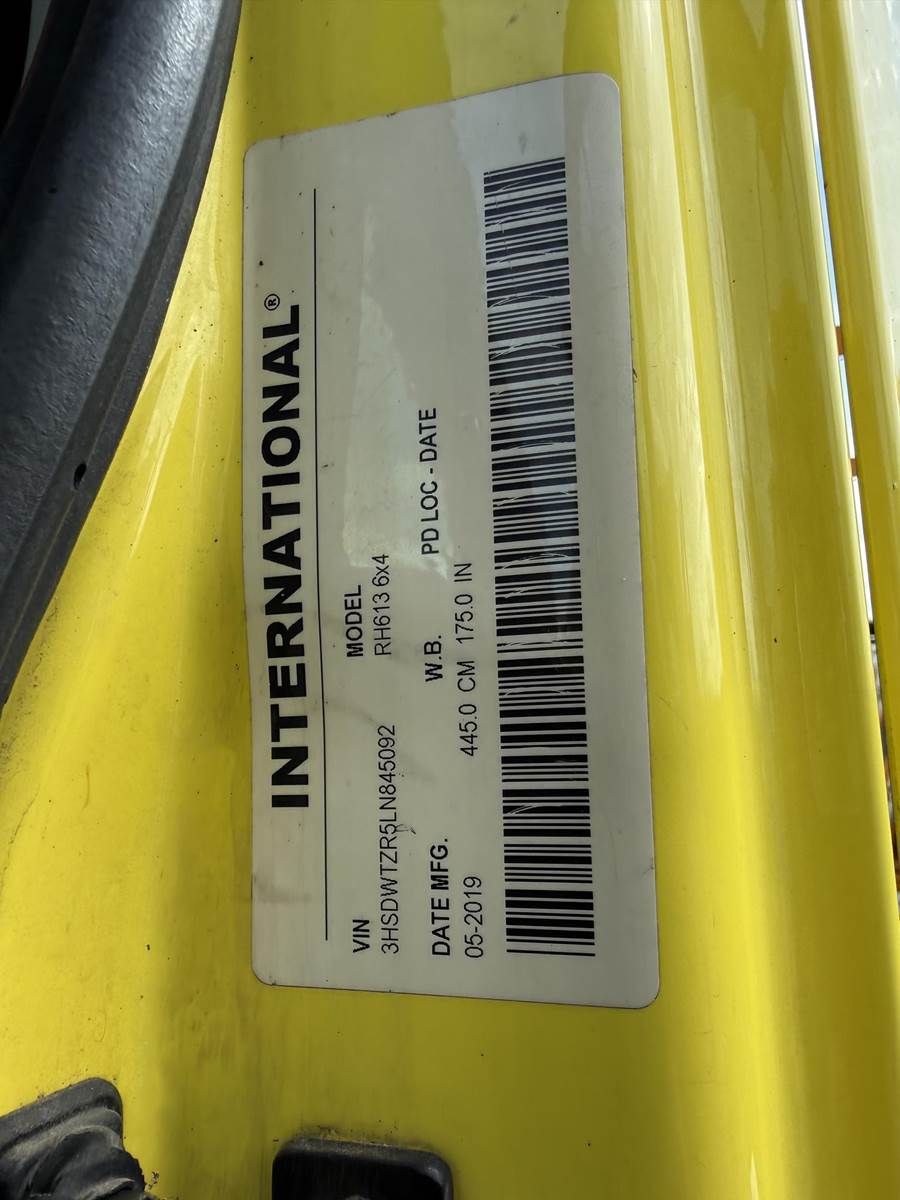 INTERNATIONAL®
VIN
3HSDWTZR5LN845092
MODEL
RH613 6x4
DATE MFG.
05-2019
W.B.
445.0 CM 175.0 IN
PD LOC - DATE